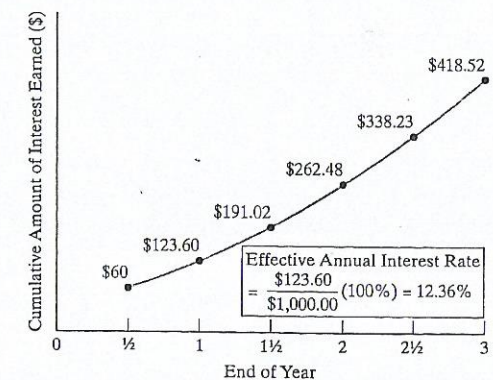 Cumulative Amount of Interest Earned ($)
$418.52
$338.23
$262.48
$191.02
$123.60
$60
Effective Annual Interest Rate
= $123.60 / $1,000.00 (100%) = 12.36%
0 ½ 1 1½ 2 2½ 3
End of Year